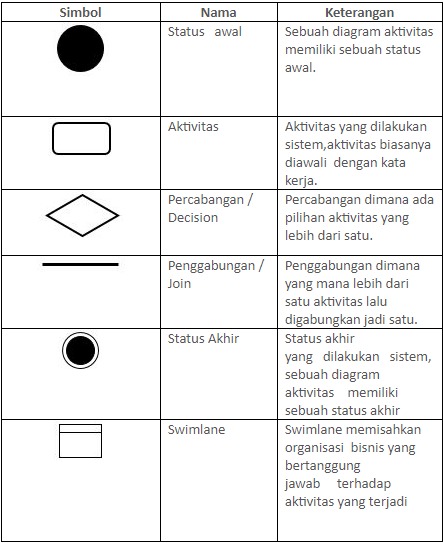 Simbol Nama Keterangan
Status awal
Sebuah diagram aktivitas
memiliki sebuah status
awal.
Aktivitas
Aktivitas yang dilakukan
sistem,aktivitas biasanya
diawali dengan kata
kerja.
Percabangan /
Decision
Percabangan dimana ada
pilihan aktivitas yang
lebih dari satu.
Penggabungan /
Join
Penggabungan dimana
yang mana lebih dari
satu aktivitas lalu
digabungkan jadi satu.
Status Akhir
Status akhir
yang dilakukan sistem,
sebuah diagram
aktivitas memiliki
sebuah status akhir
Swimlane
Swimlane memisahkan
organisasi bisnis yang
bertanggung
jawab terhadap
aktivitas yang terjadi